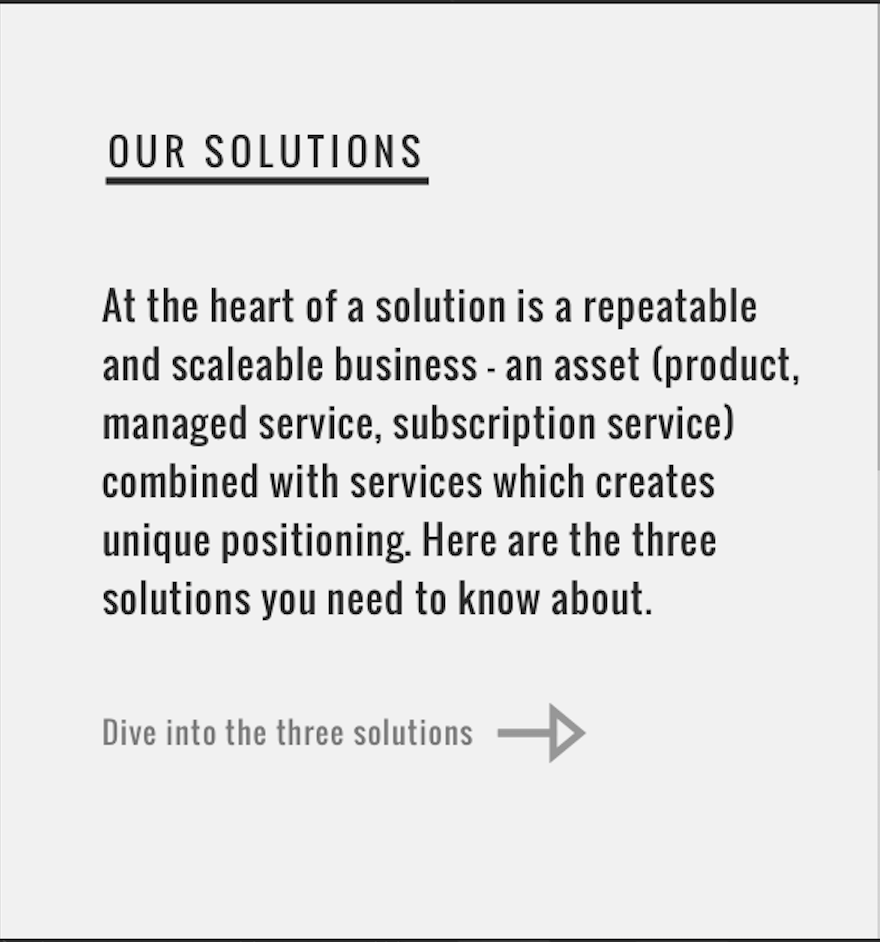 OUR SOLUTIONS
At the heart of a solution is a repeatable
and scaleable business - an asset (product,
managed service, subscription service)
combined with services which creates
unique positioning. Here are the three
solutions you need to know about.
Dive into the three solutions